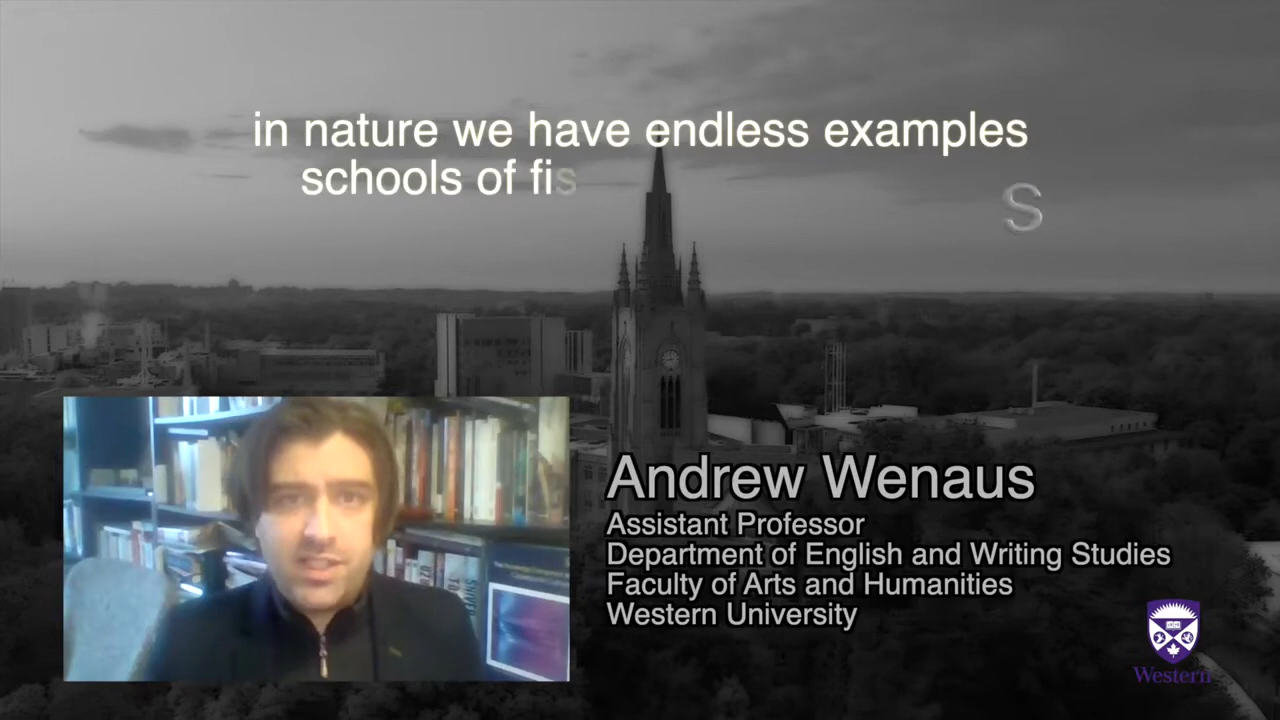 in nature we have endless examples
schools of fis
S
Andrew Wenaus
Assistant Professor
Department of English and Writing Studies
Faculty of Arts and Humanities
Western University
Western